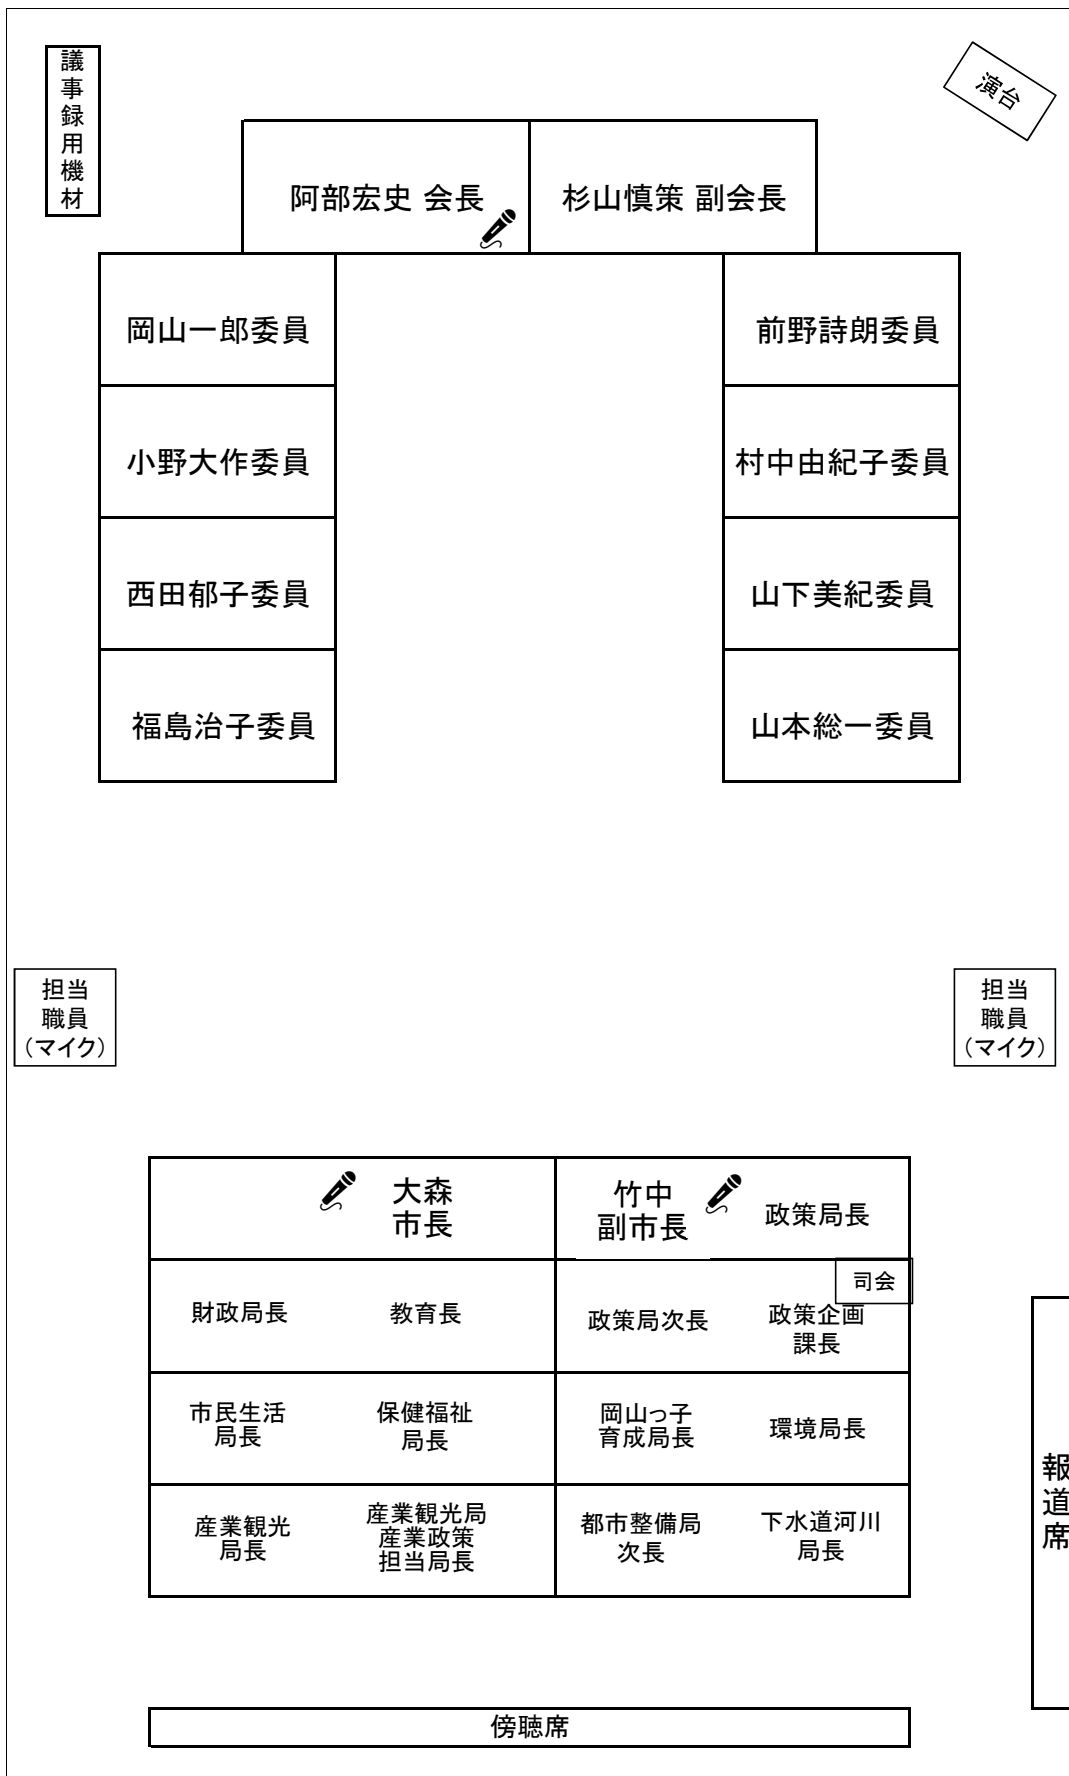 議事録用機材
演台
阿部宏史 会長
杉山慎策 副会長
岡山一郎委員
前野詩朗委員
小野大作委員
村中由紀子委員
西田郁子委員
山下美紀委員
福島治子委員
山本総一委員
担当
職員
（マイク）
担当
職員
（マイク）
大森
市長
竹中
副市長
政策局長
司会
財政局長
教育長
政策局次長
政策企画
課長
市民生活
局長
保健福祉
局長
岡山っ子
育成局長
環境局長
産業観光
局長
産業観光局
産業政策
担当局長
都市整備局
次長
下水道河川
局長
報道席
傍聴席